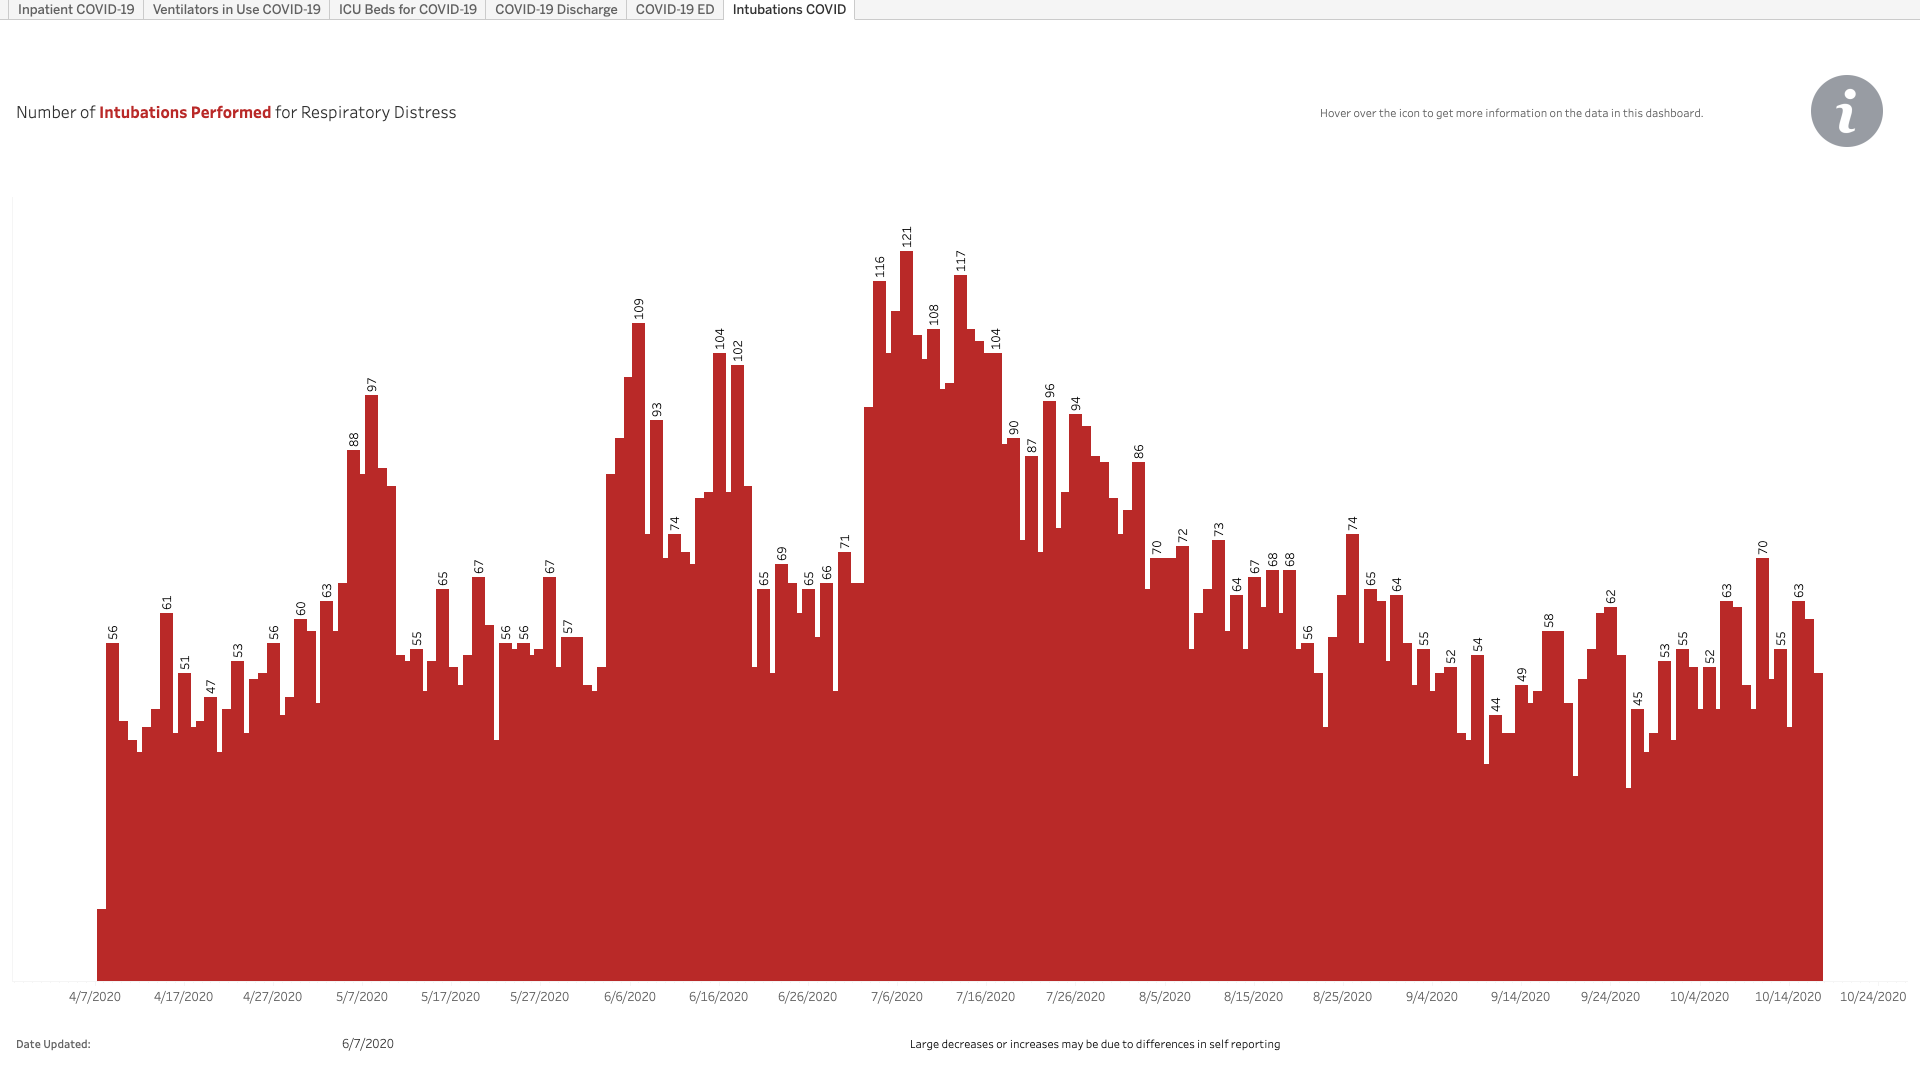 Inpatient COVID-19 Ventilators in Use COVID-19 ICU Beds for COVID-19 COVID-19 Discharge COVID-19 ED Intubations COVID
Number of Intubations Performed for Respiratory Distress
Hover over the icon to get more information on the data in this dashboard.
i
56 61 51 47 53 56 60 63 88 97 55 65 67 56 56 67 57 109 93 74 104 102 65 69 65 66 71 116 121 108 117 104 90 87 96 94 86 70 72 73 64 67 68 68 56 74 65 64 55 52 54 44 49 58 62 45 53 55 52 63 70 55 63
4/7/2020 4/17/2020 4/27/2020 5/7/2020 5/17/2020 5/27/2020 6/6/2020 6/16/2020 6/26/2020 7/6/2020 7/16/2020 7/26/2020 8/5/2020 8/15/2020 8/25/2020 9/4/2020 9/14/2020 9/24/2020 10/4/2020 10/14/2020 10/24/2020
Date Updated: 6/7/2020 Large decreases or increases may be due to differences in self reporting